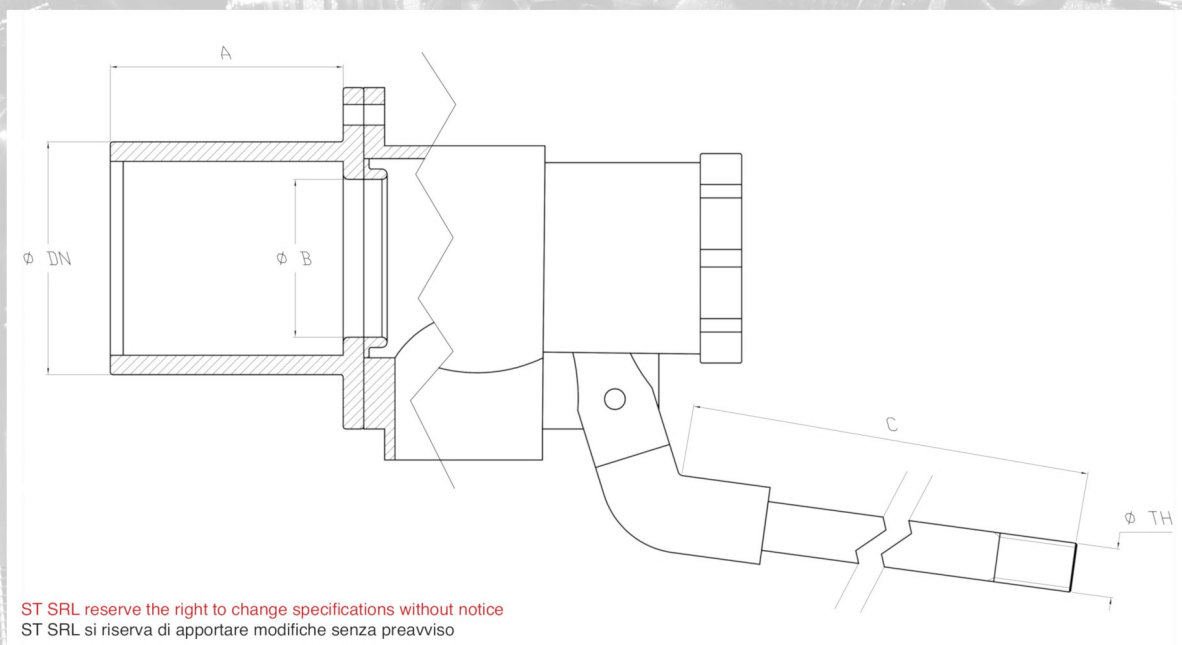 A
Ø DN
Ø B
C
Ø TH
ST SRL reserve the right to change specifications without notice
ST SRL si riserva di apportare modifiche senza preavviso